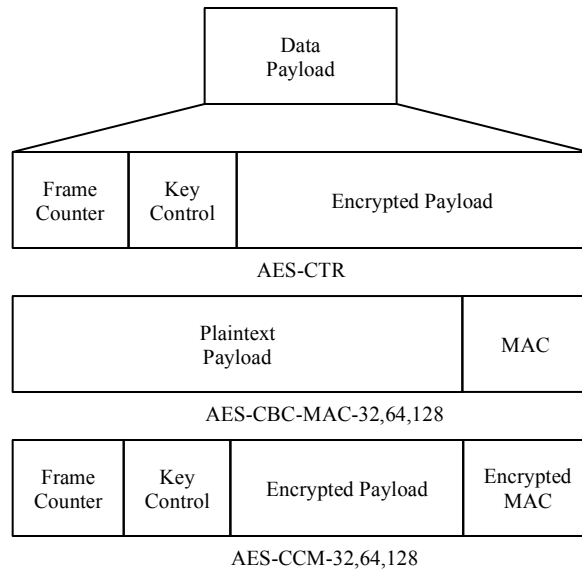 Data
Payload
Frame
Counter
Key
Control
Encrypted Payload
AES-CTR
Plaintext
Payload
MAC
AES-CBC-MAC-32,64,128
Frame
Counter
Key
Control
Encrypted Payload
Encrypted
MAC
AES-CCM-32,64,128